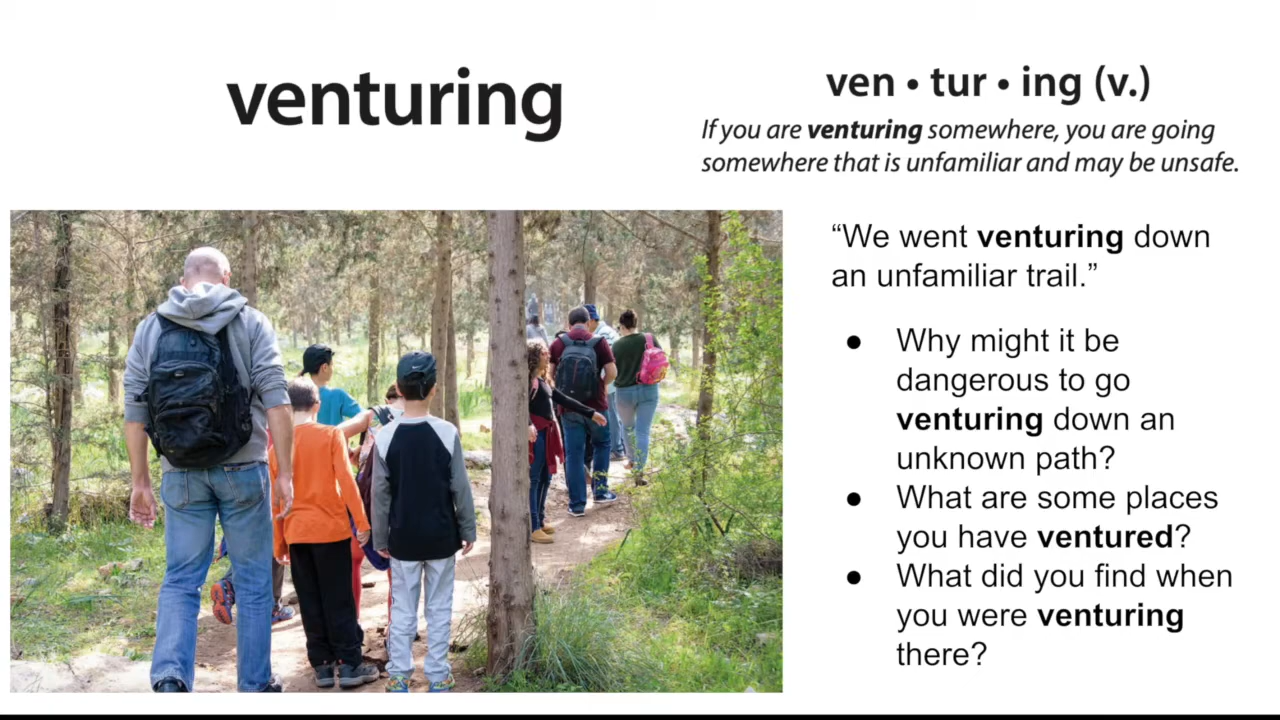 venturing
ven • tur • ing (v.)
If you are venturing somewhere, you are going
somewhere that is unfamiliar and may be unsafe.
“We went venturing down
an unfamiliar trail.”
● Why might it be
dangerous to go
venturing down an
unknown path?
● What are some places
you have ventured?
● What did you find when
you were venturing
there?